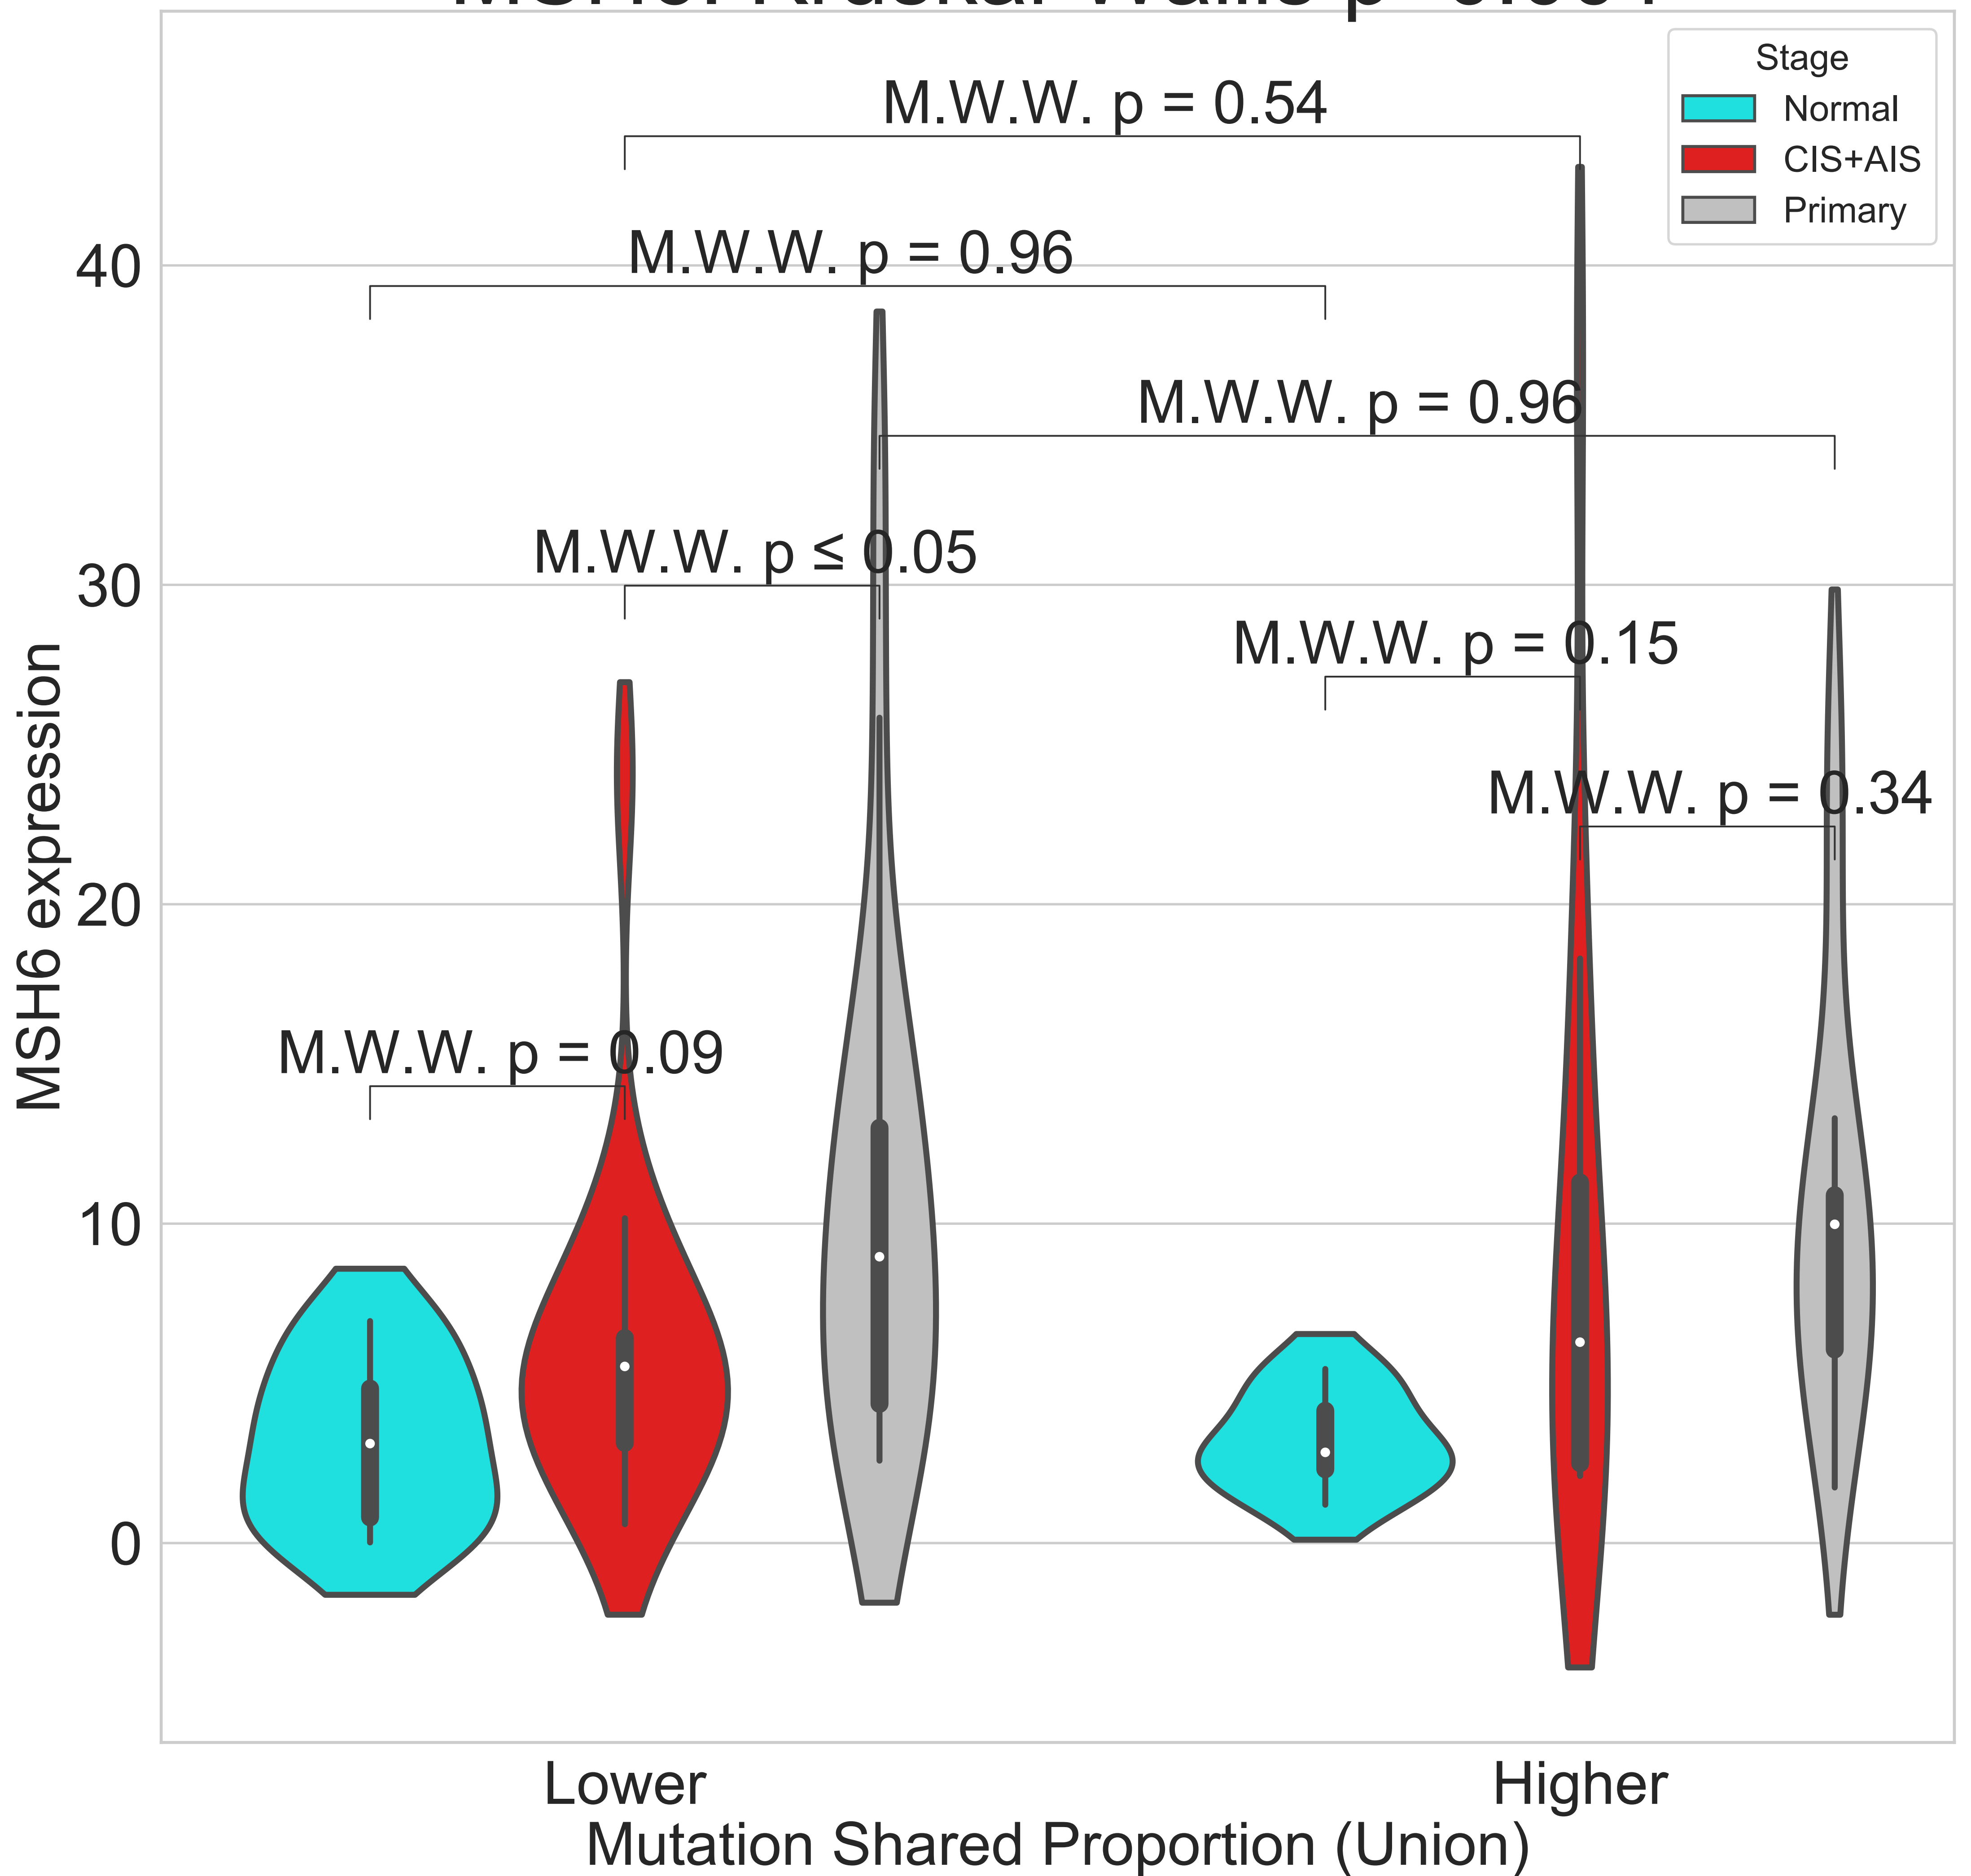 Stage
Normal
CIS+AIS
Primary
M.W.W. p = 0.54
M.W.W. p = 0.96
M.W.W. p = 0.96
M.W.W. p ≤ 0.05
M.W.W. p = 0.15
M.W.W. p = 0.34
M.W.W. p = 0.09
MSH6 expression
40
30
20
10
0
Lower
Higher
Mutation Shared Proportion (Union)